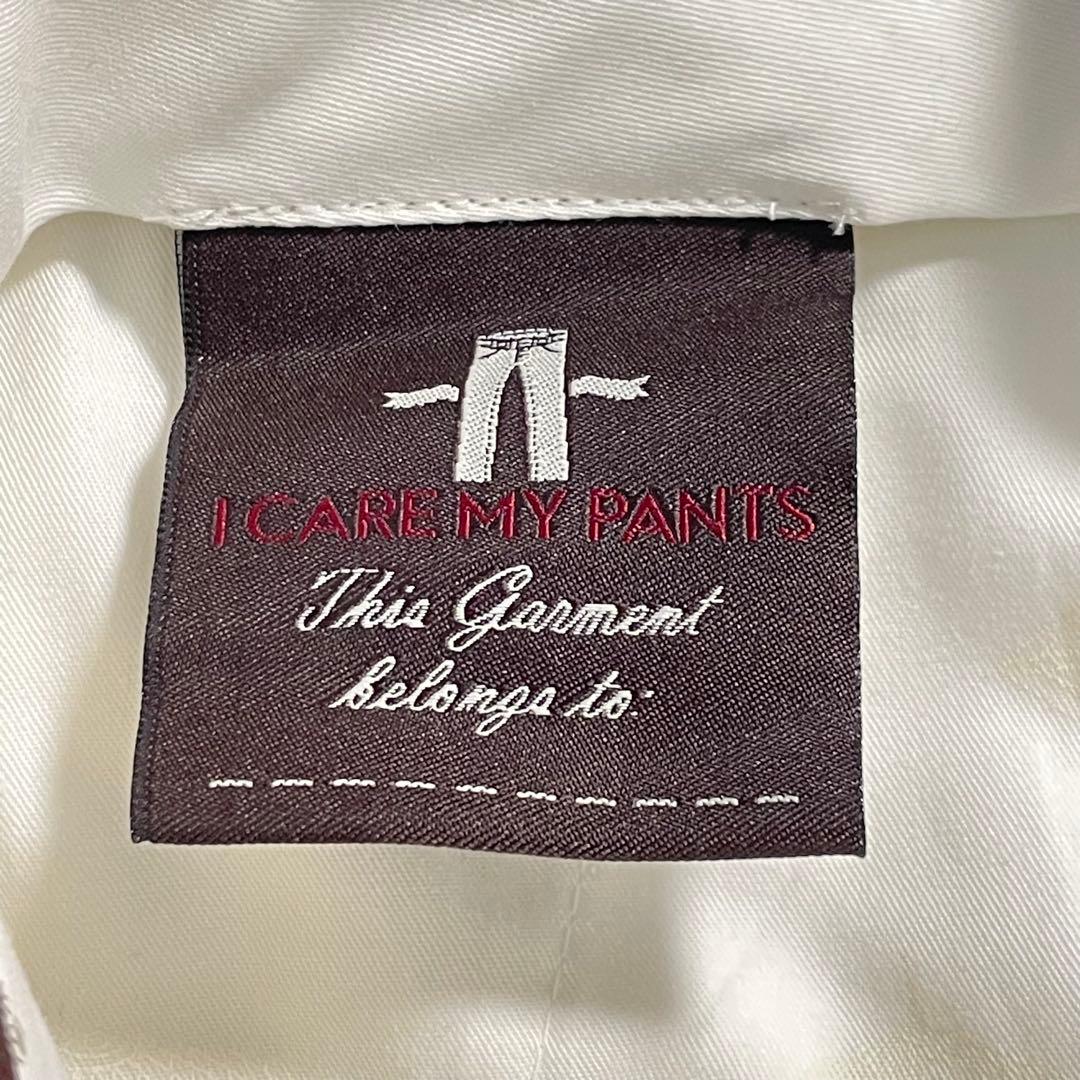 I CARE MY PANTS
This Garment
belongs to: